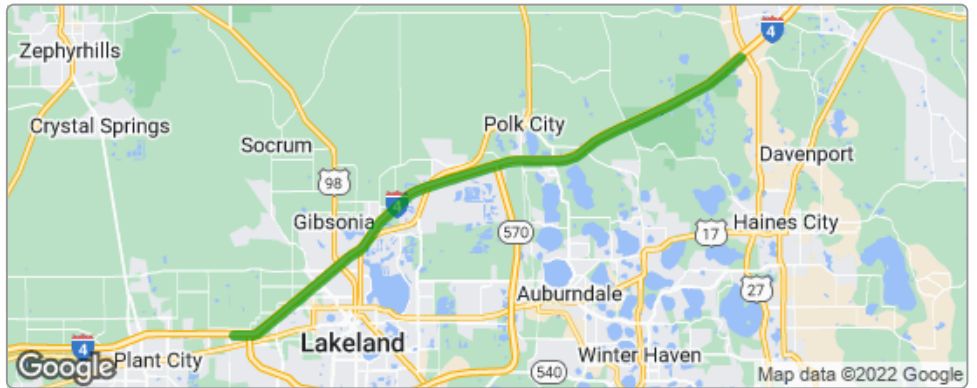 Zephyrhills
4
Crystal Springs
Polk City
Socrum
Davenport
98
4
Gibsonia
570
17
Haines City
27
Auburndale
4
Lakeland
Plant City
Winter Haven
540
Google
Map data ©2022 Google